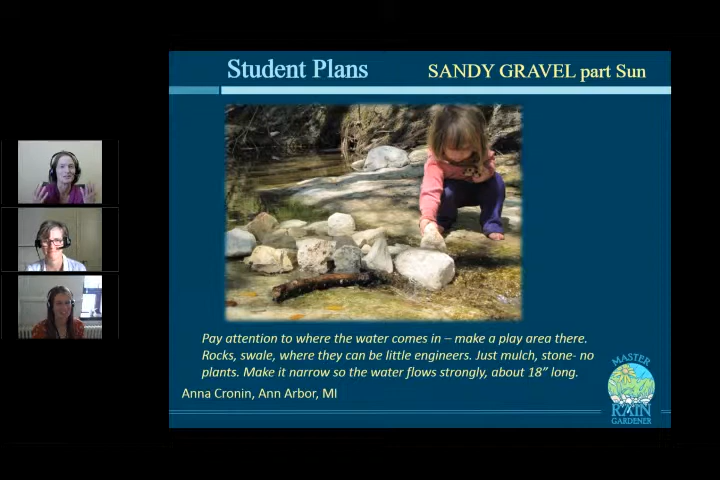 Student Plans
SANDY GRAVEL part Sun
Pay attention to where the water comes in – make a play area there.
Rocks, swale, where they can be little engineers. Just mulch, stone- no
plants. Make it narrow so the water flows strongly, about 18” long.
Anna Cronin, Ann Arbor, MI
MASTER
RAIN
GARDENER